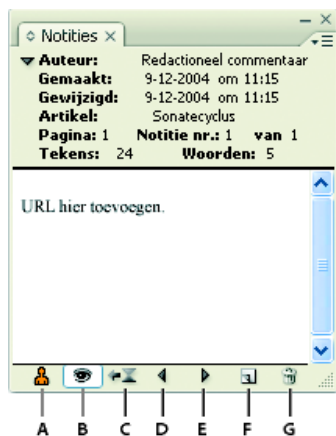 Notities
Auteur: Redactioneel commentaar
Gemaakt: 9-12-2004 om 11:15
Gewijzigd: 9-12-2004 om 11:15
Artikel: Sonatecyclus
Pagina: 1 Notitie nr.: 1 van 1
Tekens: 24 Woorden: 5
URL hier toevoegen.
A B C D E F G